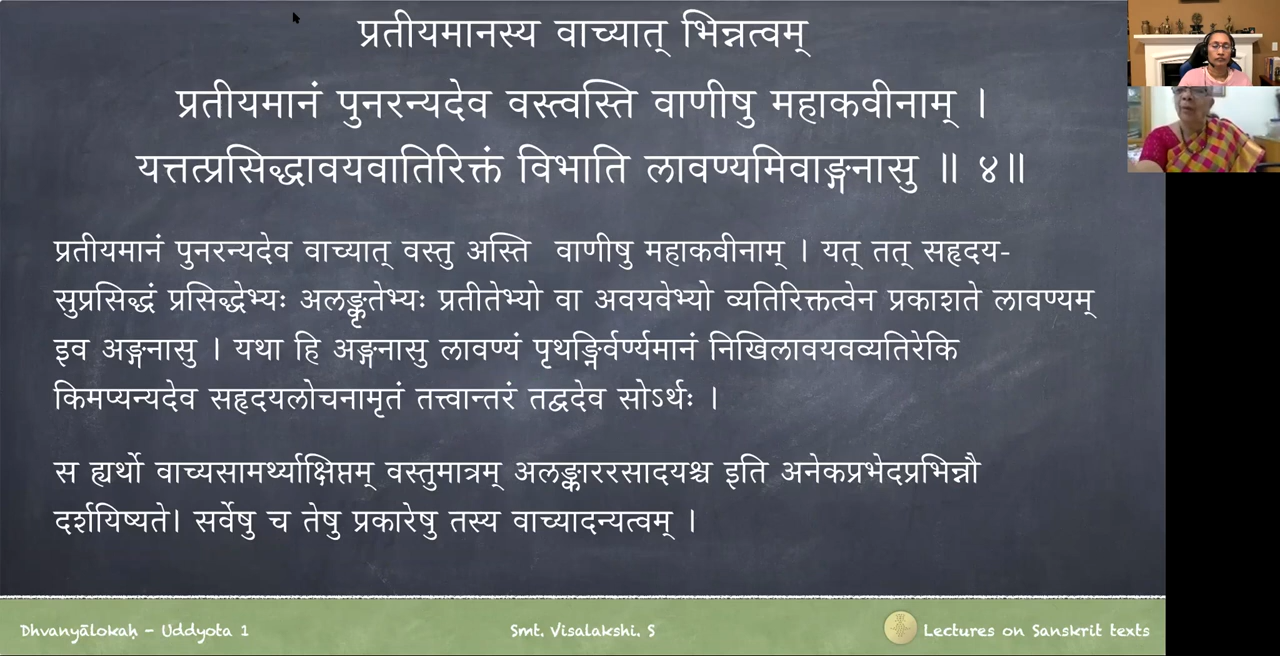 प्रतीयमानस्य वाच्यात् भिन्नत्वम्
प्रतीयमानं पुनरन्यदेव वस्त्वस्ति वाणीषु महाकवीनाम् ।
यत्तत्प्रसिद्धावयवातिरिक्तं विभाति लावण्यमिवाङ्गनासु ॥ ४॥
प्रतीयमानं पुनरन्यदेव वाच्यात् वस्तु अस्ति वाणीषु महाकवीनाम् । यत् तत् सहृदय-
सुप्रसिद्धं प्रसिद्धेभ्यः अलङ्कृतेभ्यः प्रतीतेभ्यो वा अवयवेभ्यो व्यतिरिक्तत्वेन प्रकाशते लावण्यम्
इव अङ्गनासु । यथा हि अङ्गनासु लावण्यं पृथङ्निर्वर्ण्यमानं निखिलावयवव्यतिरेकि
किमप्यन्यदेव सहृदयलोचनामृतं तत्त्वान्तरं तद्वदेव सोऽर्थः ।
स ह्यर्थो वाच्यसामर्थ्याक्षिप्तम् वस्तुमात्रम् अलङ्काररसादयश्च इति अनेकप्रभेदप्रभिन्नौ
दर्शयिष्यते। सर्वेषु च तेषु प्रकारेषु तस्य वाच्यादन्यत्वम् ।
Dhvanyālokaḥ - Uddyota 1
Smt. Visalakshi. S
Lectures on Sanskrit texts